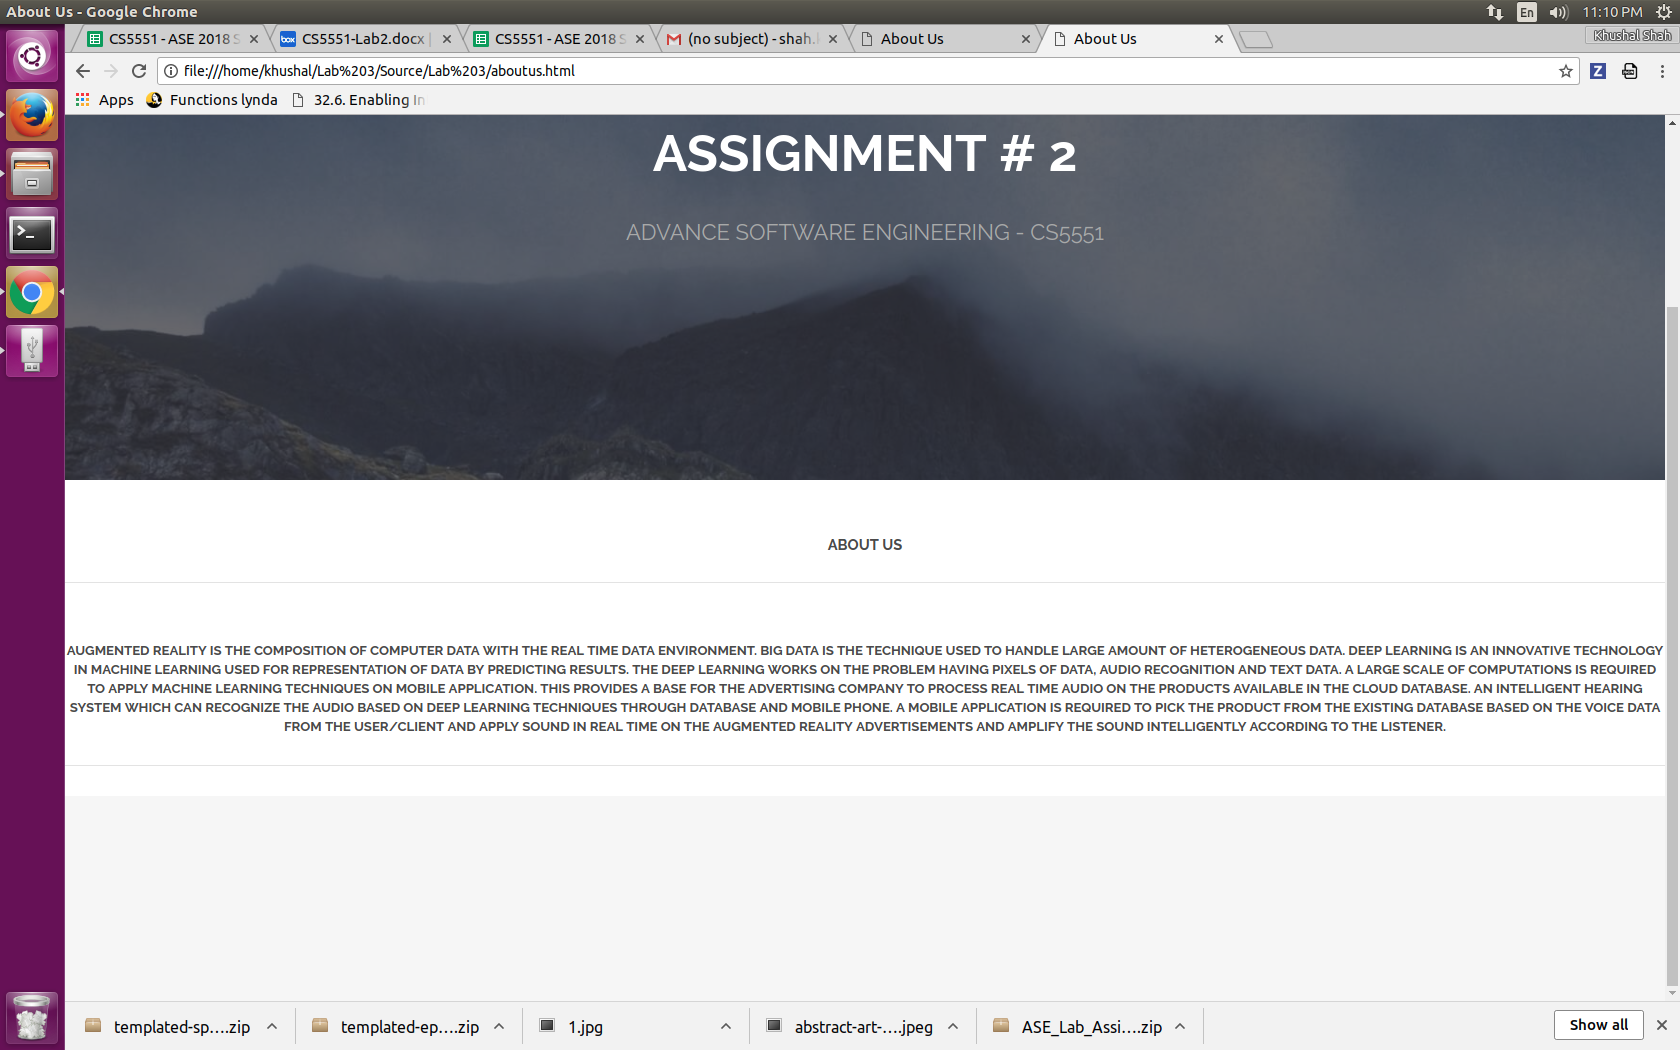 About Us - Google Chrome
En
11:10 PM
CS5551 - ASE 2018 S
CS5551-Lab2.docx |
CS5551 - ASE 2018 S
(no subject) - shah.
About Us
About Us
Khushal Shah
file:///home/khushal/Lab%203/Source/Lab%203/aboutus.html
Z
Apps
Functions lynda
32.6. Enabling In
ASSIGNMENT # 2
ADVANCE SOFTWARE ENGINEERING - CS5551
ABOUT US
AUGMENTED REALITY IS THE COMPOSITION OF COMPUTER DATA WITH THE REAL TIME DATA ENVIRONMENT. BIG DATA IS THE TECHNIQUE USED TO HANDLE LARGE AMOUNT OF HETEROGENEOUS DATA. DEEP LEARNING IS AN INNOVATIVE TECHNOLOGY
IN MACHINE LEARNING USED FOR REPRESENTATION OF DATA BY PREDICTING RESULTS. THE DEEP LEARNING WORKS ON THE PROBLEM HAVING PIXELS OF DATA, AUDIO RECOGNITION AND TEXT DATA. A LARGE SCALE OF COMPUTATIONS IS REQUIRED
TO APPLY MACHINE LEARNING TECHNIQUES ON MOBILE APPLICATION. THIS PROVIDES A BASE FOR THE ADVERTISING COMPANY TO PROCESS REAL TIME AUDIO ON THE PRODUCTS AVAILABLE IN THE CLOUD DATABASE. AN INTELLIGENT HEARING
SYSTEM WHICH CAN RECOGNIZE THE AUDIO BASED ON DEEP LEARNING TECHNIQUES THROUGH DATABASE AND MOBILE PHONE. A MOBILE APPLICATION IS REQUIRED TO PICK THE PRODUCT FROM THE EXISTING DATABASE BASED ON THE VOICE DATA
FROM THE USER/CLIENT AND APPLY SOUND IN REAL TIME ON THE AUGMENTED REALITY ADVERTISEMENTS AND AMPLIFY THE SOUND INTELLIGENTLY ACCORDING TO THE LISTENER.
templated-sp....zip
templated-ep....zip
1.jpg
abstract-art-....jpeg
ASE_Lab_Assi....zip
Show all